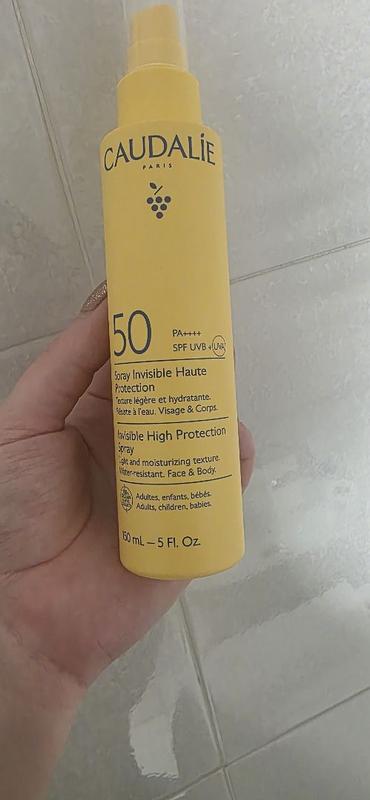 CAUDALÍE
PARIS
50
PA++++
SPF UVB + UVA
Spray Invisible Haute
Protection
Texture légère et hydratante.
Résiste à l'eau. Visage & Corps.
Invisible High Protection
Spray
Light and moisturizing texture.
Water-resistant. Face & Body.
Adultes, enfants, bébés.
Adults, children, babies.
150 mL – 5 Fl. Oz.